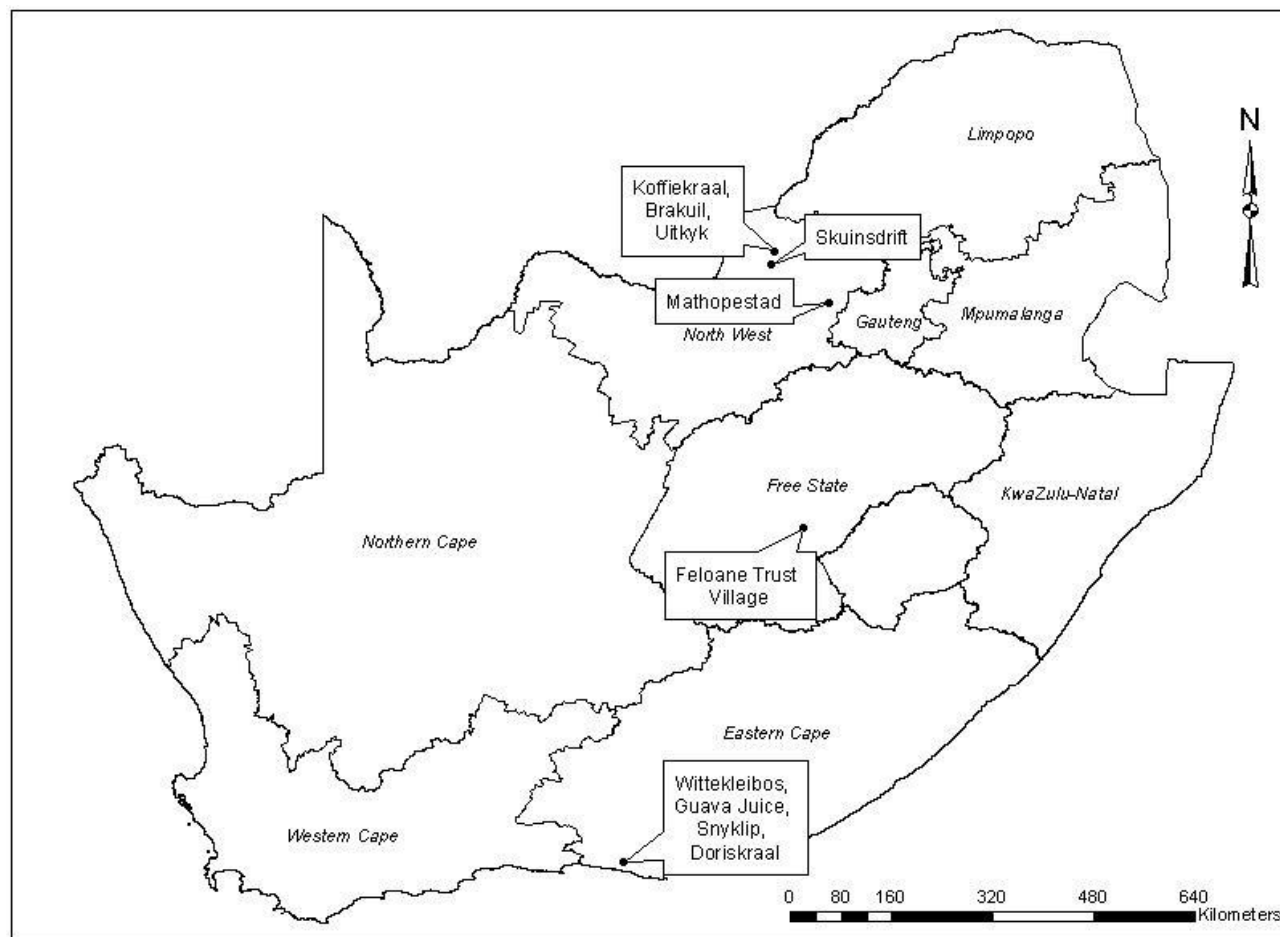 N
Limpopo
Koffiekraal,
Brakuil,
Uitkyk
Skuinsdrift
Mathopestad
North West
Gauteng
Mpumalanga
Free State
KwaZulu-Natal
Northern Cape
Feloane Trust
Village
Eastern Cape
Wittekleibos,
Guava Juice,
Snyklip,
Doriskraal
Western Cape
0 80 160 320 480 640
Kilometers